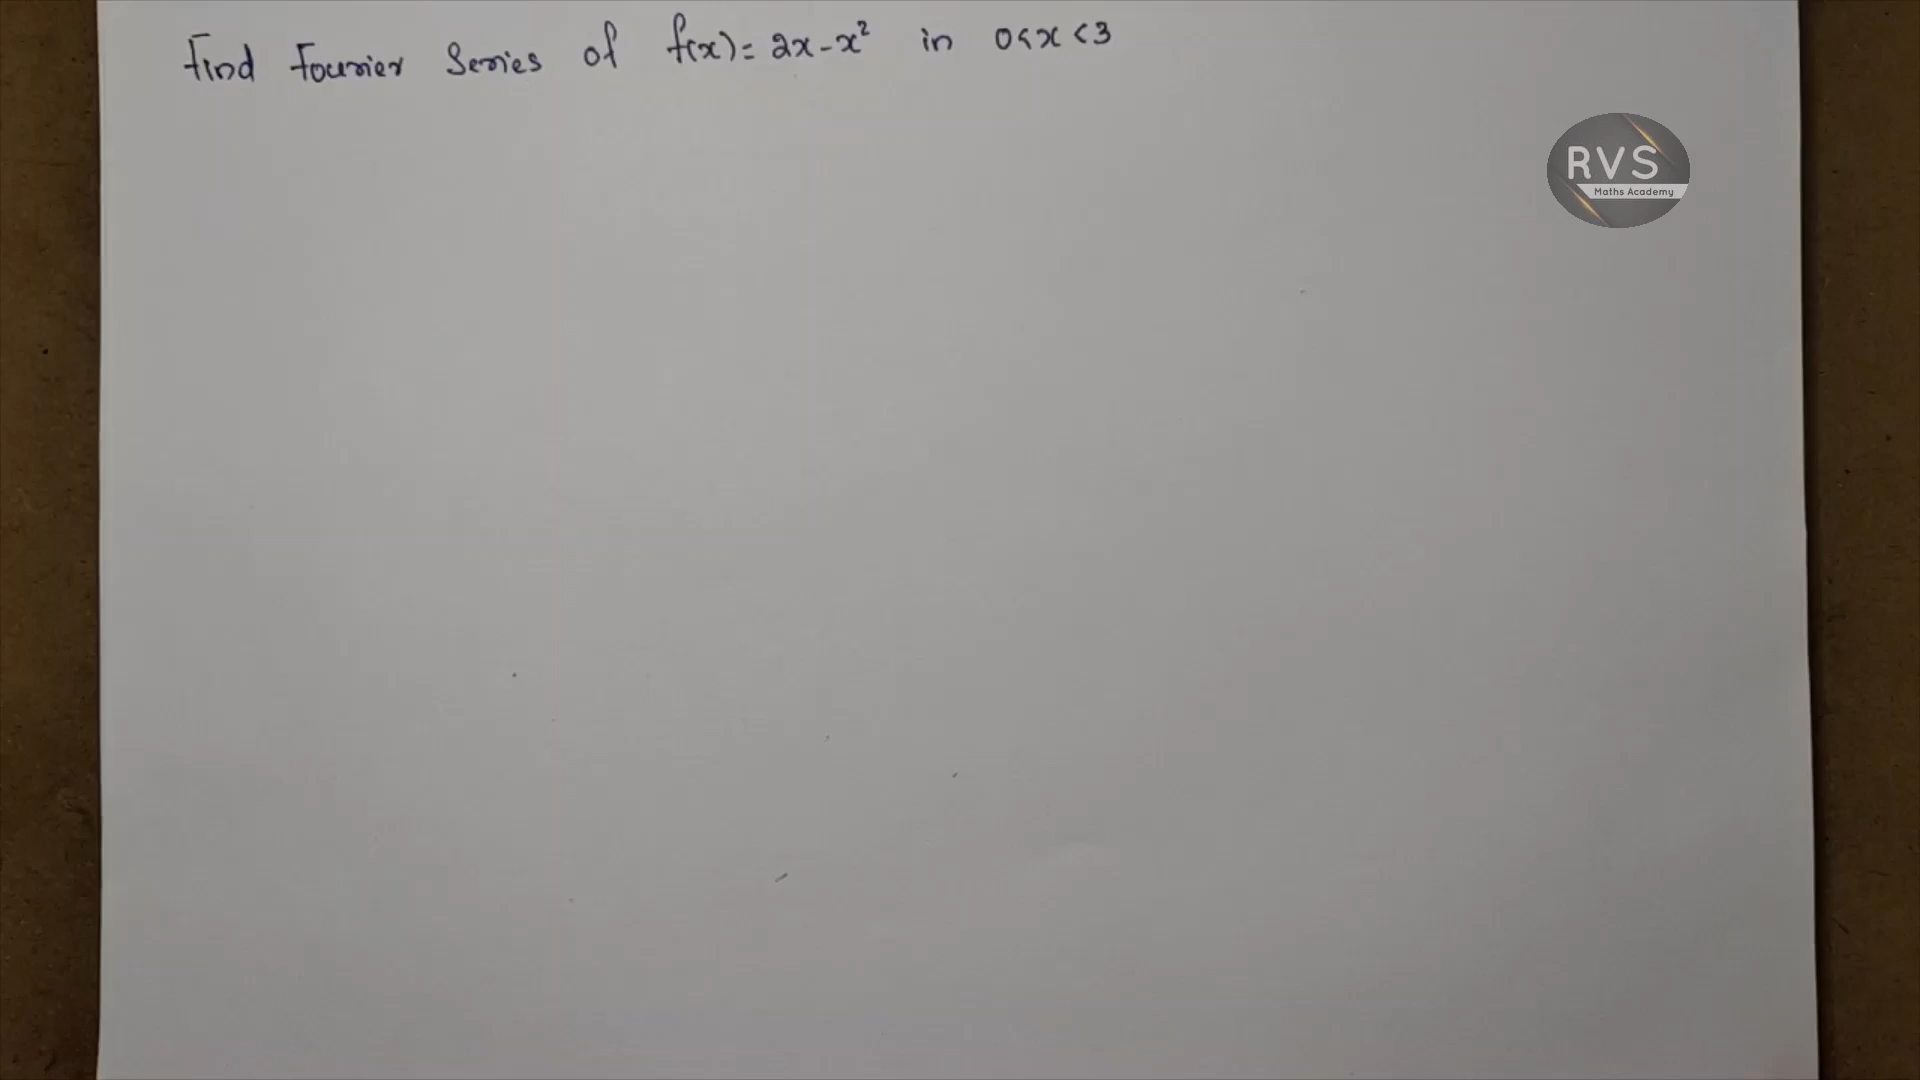 Find Fourier Series of f(x) = 2x - x² in 0<x<3
RVS
Maths Academy